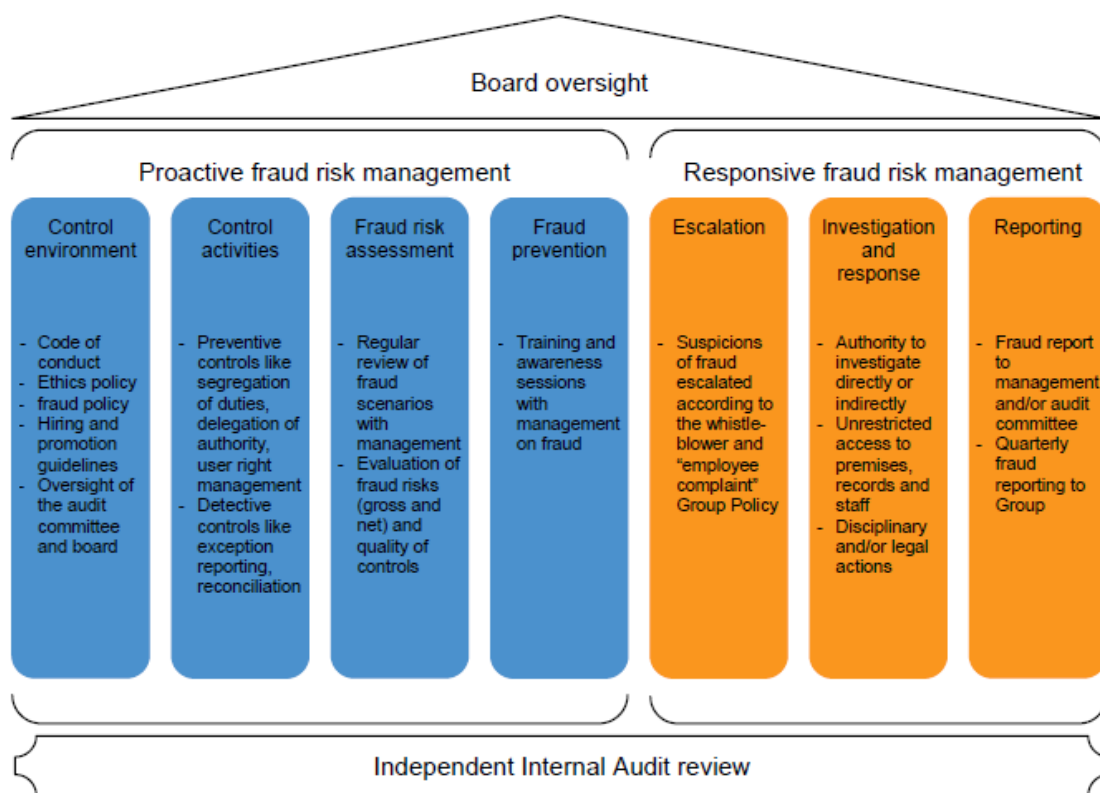 Board oversight
Proactive fraud risk management
Responsive fraud risk management
Control
environment
- Code of
conduct
- Ethics policy
- fraud policy
- Hiring and
promotion
guidelines
- Oversight of
the audit
committee
and board
Control
activities
- Preventive
controls like
segregation
of duties,
delegation of
authority,
user right
management
- Detective
controls like
exception
reporting,
reconciliation
Fraud risk
assessment
- Regular
review of
fraud
scenarios
with
management
- Evaluation of
fraud risks
(gross and
net) and
quality of
controls
Fraud
prevention
- Training and
awareness
sessions
with
management
on fraud
Escalation
- Suspicions
of fraud
escalated
according to
the whistle-
blower and
“employee
complaint”
Group Policy
Investigation
and
response
- Authority to
investigate
directly or
indirectly
- Unrestricted
access to
premises,
records and
staff
- Disciplinary
and/or legal
actions
Reporting
- Fraud report
to
management
and/or audit
committee
- Quarterly
fraud
reporting to
Group
Independent Internal Audit review